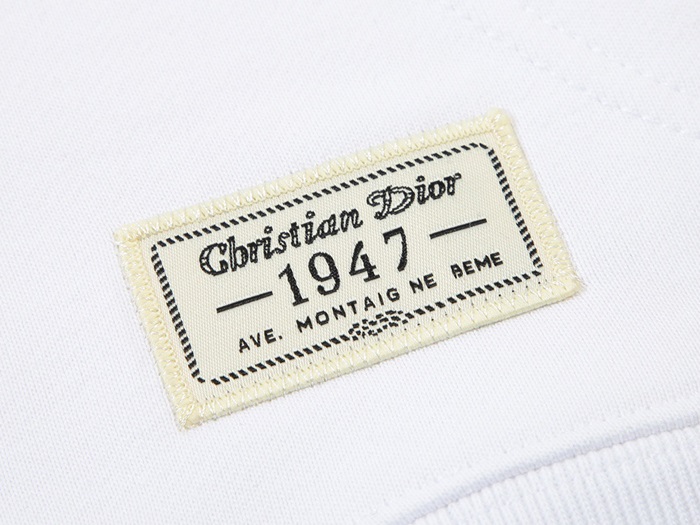 Christian Dior
1947
AVE. MONTAIG NE BEME